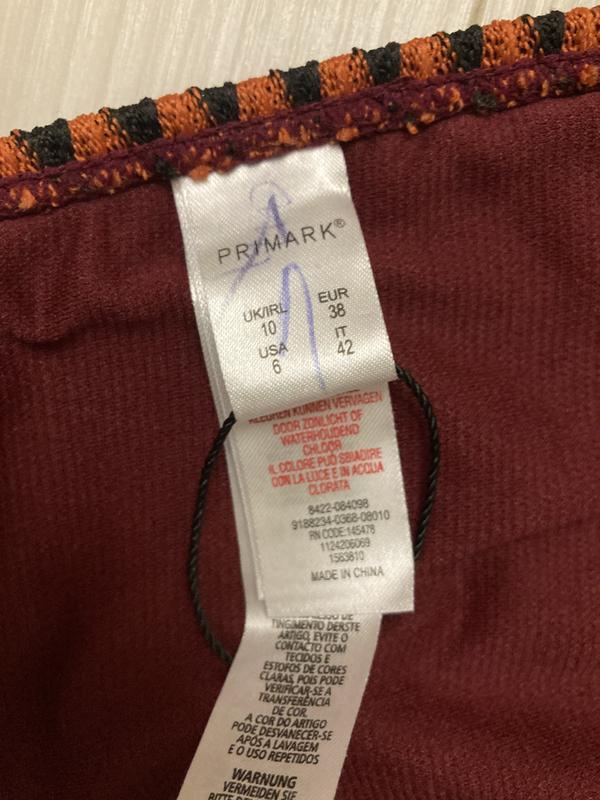 PRIMARK®
UK/IRL
10
EUR
38
USA
6
IT
42
KLEUREN KUNNEN VERVAGEN
DOOR ZONLICHT OF
WATERHOUDEND
CHLOOR
IL COLORE PUÒ SBIADIRE
CON LA LUCE E IN ACQUA
CLORATA
8422-084098
9188234-0368-08010
RN CODE:145478
1124206069
1563810
MADE IN CHINA
TINGIMENTO DERSTE
ARTIGO, EVITE O
CONTACTO COM
TECIDOS E
ESTOFOS DE CORES
CLARAS, POIS PODE
VERIFICAR-SE A
TRANSFERÊNCIA
DE COR.
A COR DO ARTIGO
PODE DESVANECER-SE
APÓS A LAVAGEM
E O USO REPETIDOS
WARNUNG
VERMEIDEN SIE